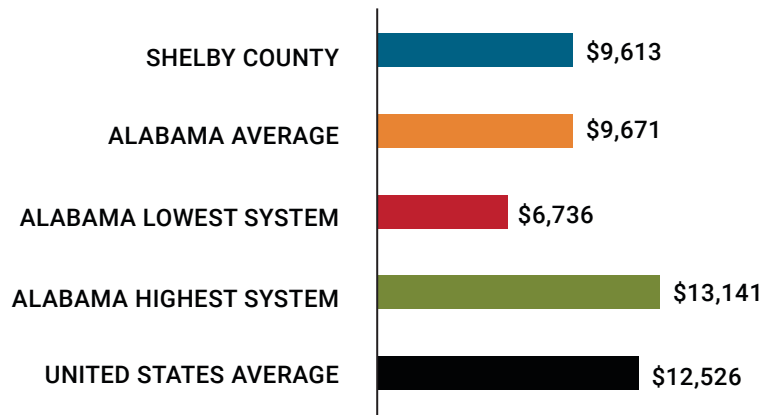 SHELBY COUNTY $9,613
ALABAMA AVERAGE $9,671
ALABAMA LOWEST SYSTEM $6,736
ALABAMA HIGHEST SYSTEM $13,141
UNITED STATES AVERAGE $12,526